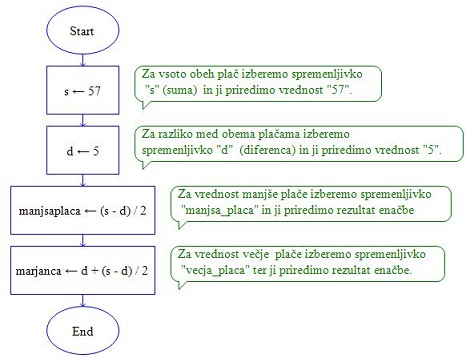 Start
s ← 57
Za vsoto obeh plač izberemo spremenljivko
"s" (suma) in ji priredimo vrednost "57".
d ← 5
Za razliko med obema plačama izberemo
spremenljivko "d" (diferenca) in ji priredimo vrednost "5".
manjsaplaca ← (s - d) / 2
Za vrednost manjše plače izberemo spremenljivko
"manjsa_placa" in ji priredimo rezultat enačbe
marjanca ← d + (s - d) / 2
Za vrednost večje plače izberemo spremenljivko
"vecja_placa" ter ji priredimo rezultat enačbe.
End